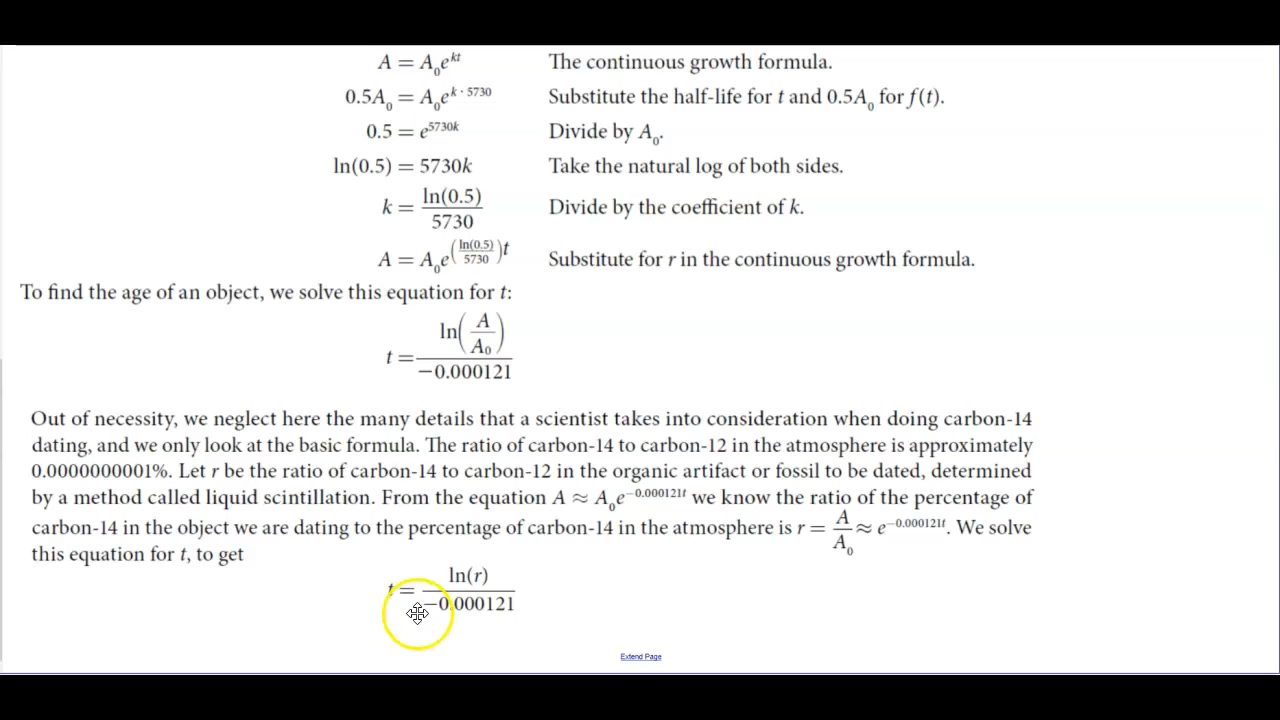 A = A₀e^{kt} The continuous growth formula.
0.5A₀ = A₀e^{k · 5730} Substitute the half-life for t and 0.5A₀ for f(t).
0.5 = e^{5730k} Divide by A₀.
ln(0.5) = 5730k Take the natural log of both sides.
k = \frac{ln(0.5)}{5730} Divide by the coefficient of k.
A = A₀e^{(\frac{ln(0.5)}{5730})t} Substitute for r in the continuous growth formula.
To find the age of an object, we solve this equation for t:
t = \frac{ln(\frac{A}{A₀})}{−0.000121}
Out of necessity, we neglect here the many details that a scientist takes into consideration when doing carbon-14
dating, and we only look at the basic formula. The ratio of carbon-14 to carbon-12 in the atmosphere is approximately
0.0000000001%. Let r be the ratio of carbon-14 to carbon-12 in the organic artifact or fossil to be dated, determined
by a method called liquid scintillation. From the equation A ≈ A₀e^{−0.000121t} we know the ratio of the percentage of
carbon-14 in the object we are dating to the percentage of carbon-14 in the atmosphere is r = \frac{A}{A₀} ≈ e^{−0.000121t}. We solve
this equation for t, to get
t = \frac{ln(r)}{−0.000121}
Extend Page